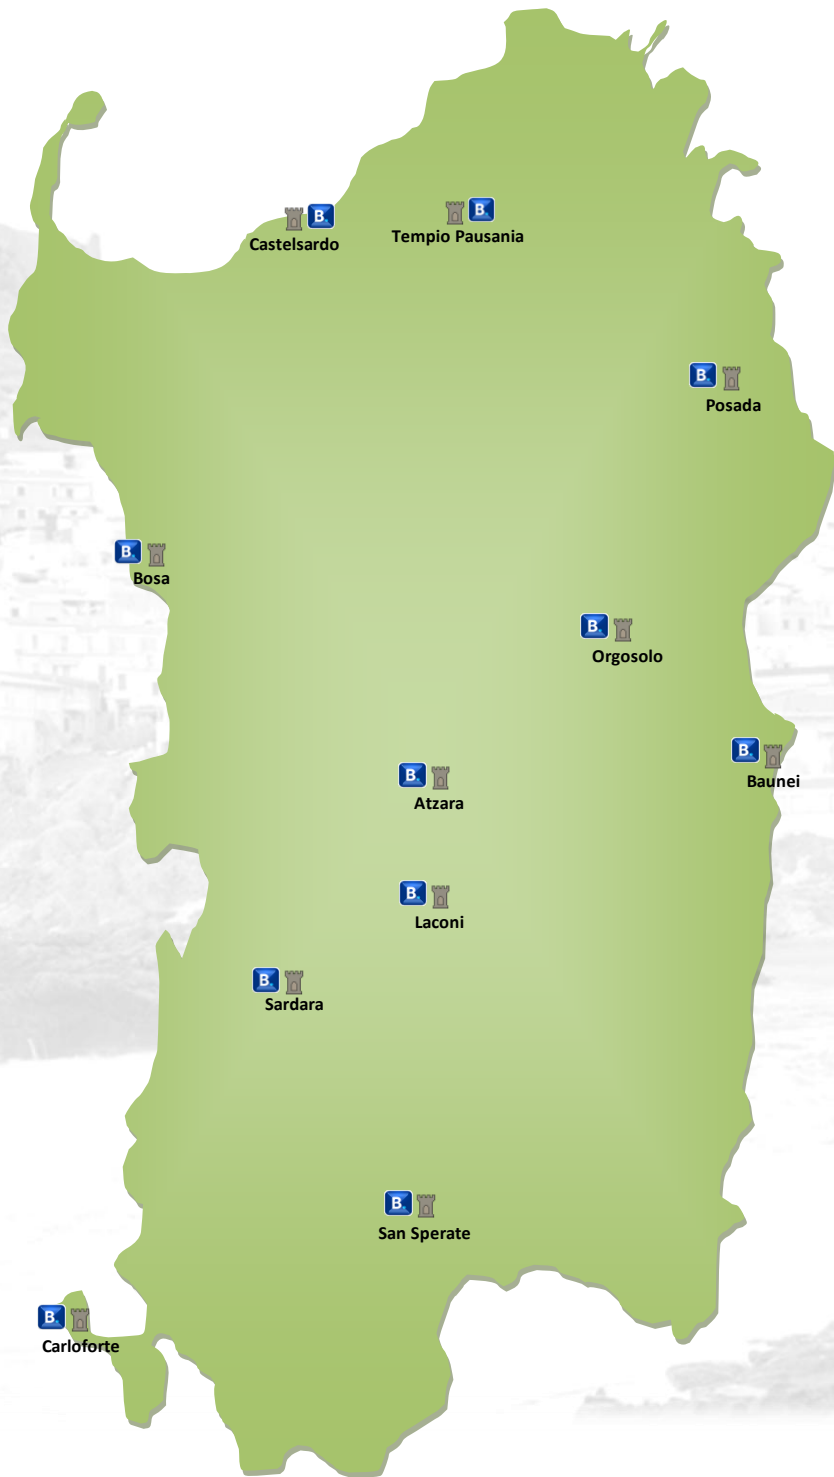 B.
Castelsardo
B.
Tempio Pausania
B.
Posada
B.
Bosa
B.
Orgosolo
B.
Baunei
B.
Atzara
B.
Laconi
B.
Sardara
B.
San Sperate
B.
Carloforte